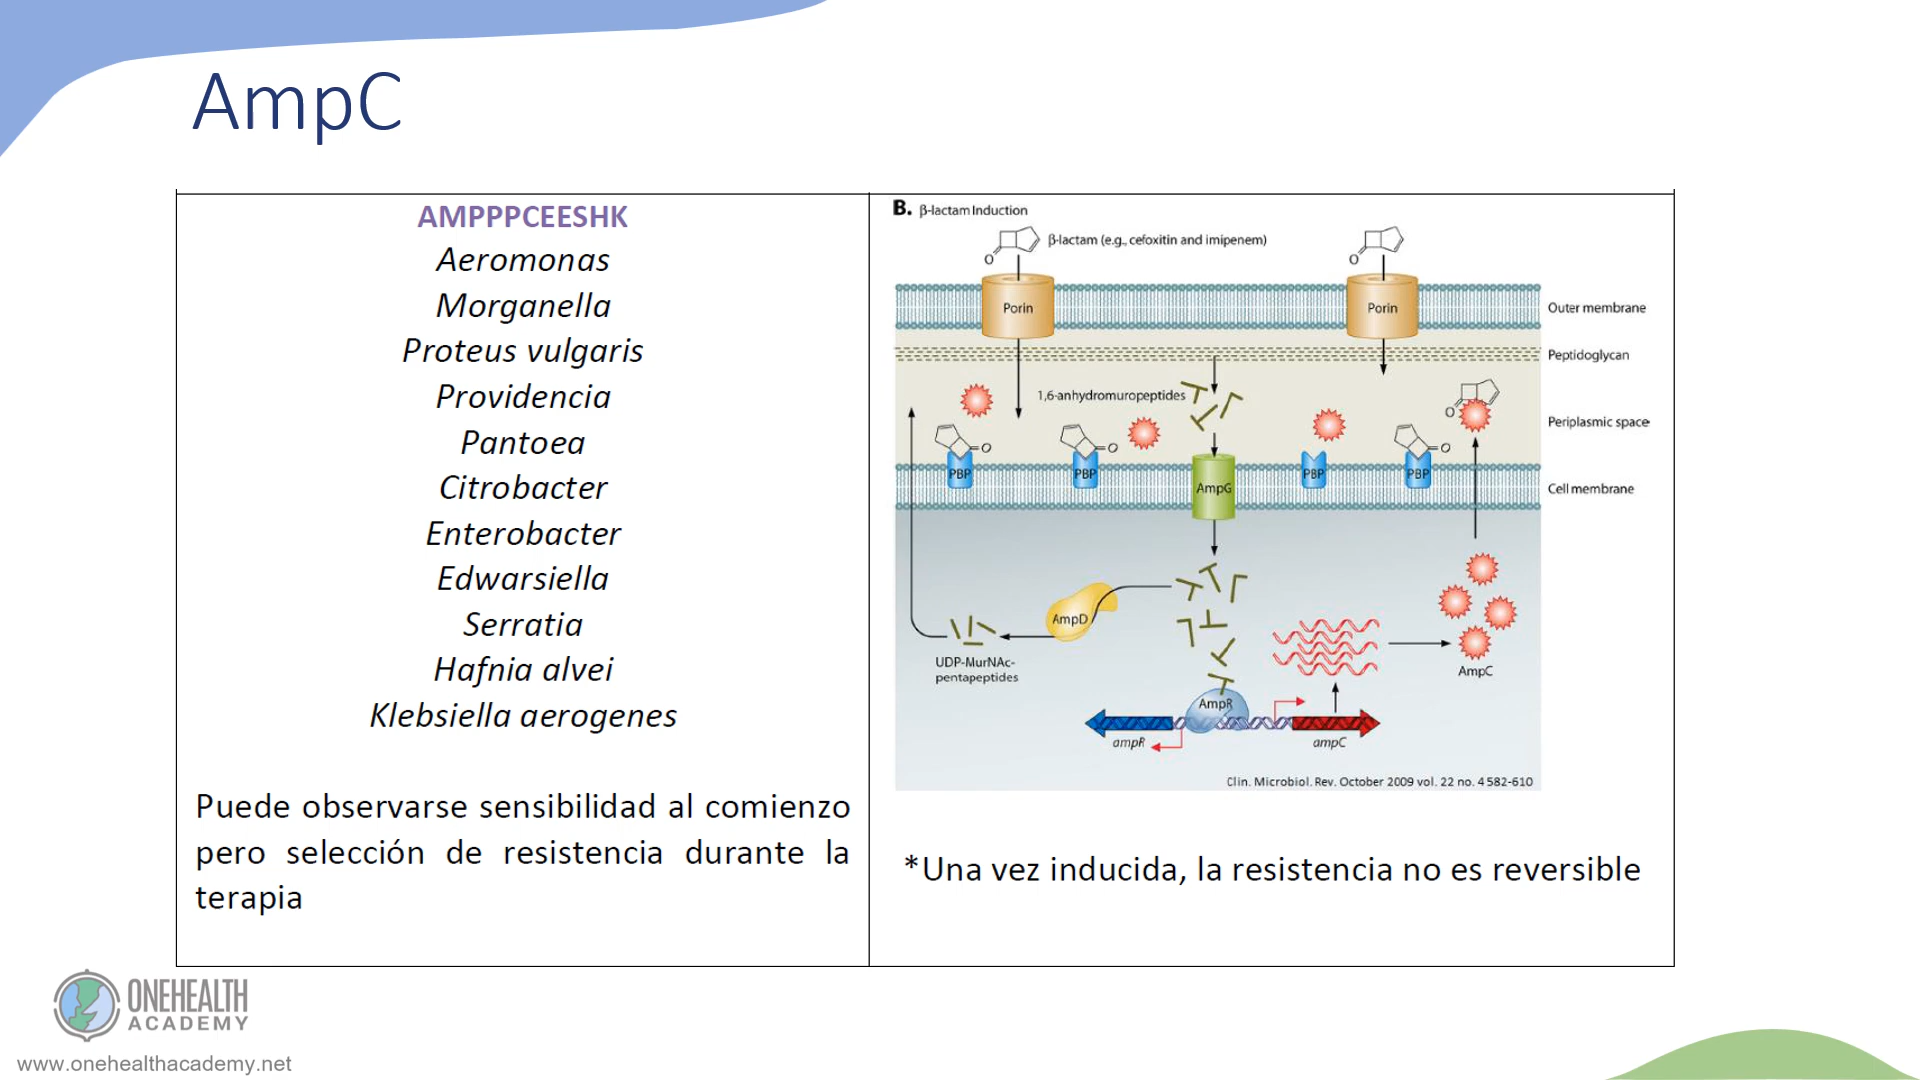 AmpC
AMPPPCEESHK
Aeromonas
Morganella
Proteus vulgaris
Providencia
Pantoea
Citrobacter
Enterobacter
Edwarsiella
Serratia
Hafnia alvei
Klebsiella aerogenes
Puede observarse sensibilidad al comienzo
pero selección de resistencia durante la
terapia
B. β-lactam Induction
β-lactam (e.g., cefoxitin and imipenem)
O
O
Porin
Porin
Outer membrane
Peptidoglycan
1,6-anhydromuropeptides
O
Periplasmic space
O
O
O
PBP
PBP
AmpG
PBP
PBP
Cell membrane
AmpD
UDP-MurNAc-
pentapeptides
AmpC
AmpR
ampR
ampC
Clin. Microbiol. Rev. October 2009 vol. 22 no. 4 582-610
*Una vez inducida, la resistencia no es reversible
ONEHEALTH
ACADEMY
www.onehealthacademy.net